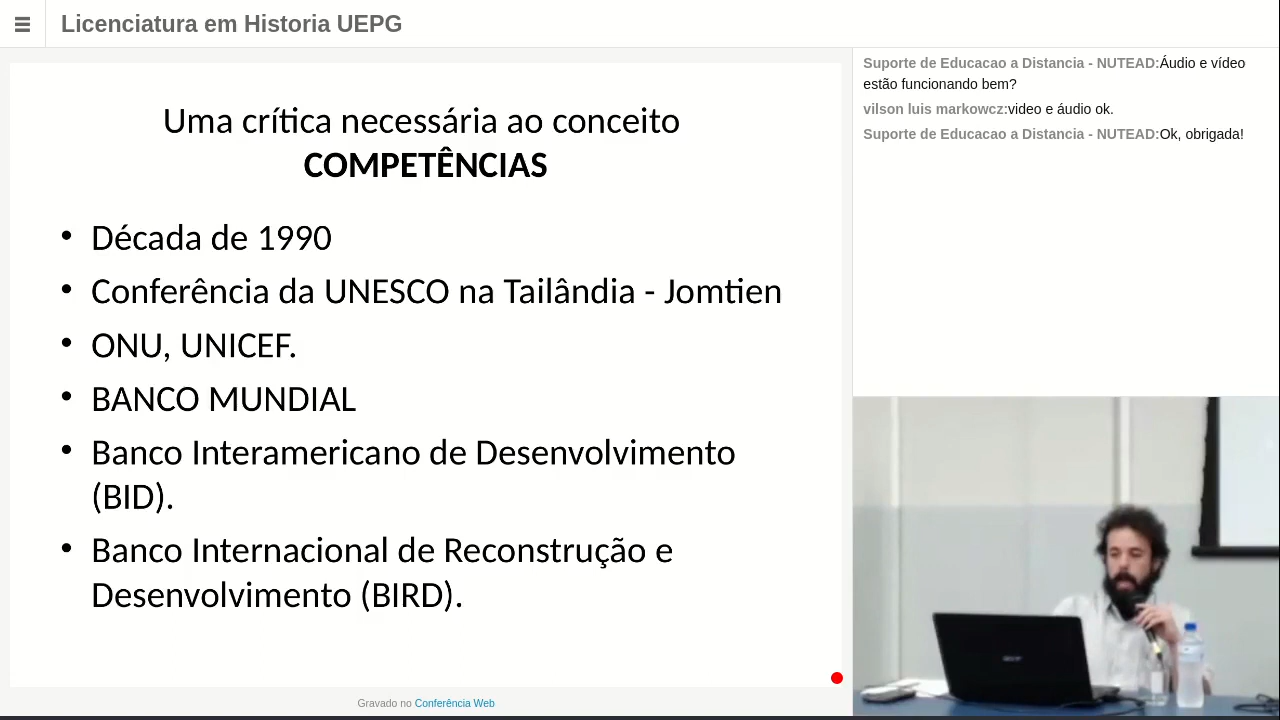 Licenciatura em Historia UEPG
Uma crítica necessária ao conceito
COMPETÊNCIAS
• Década de 1990
• Conferência da UNESCO na Tailândia - Jomtien
• ONU, UNICEF.
• BANCO MUNDIAL
• Banco Interamericano de Desenvolvimento
(BID).
• Banco Internacional de Reconstrução e
Desenvolvimento (BIRD).
Gravado no Conferência Web
Suporte de Educacao a Distancia - NUTEAD:Áudio e vídeo
estão funcionando bem?
vilson luis markowcz:video e áudio ok.
Suporte de Educacao a Distancia - NUTEAD:Ok, obrigada!
acer